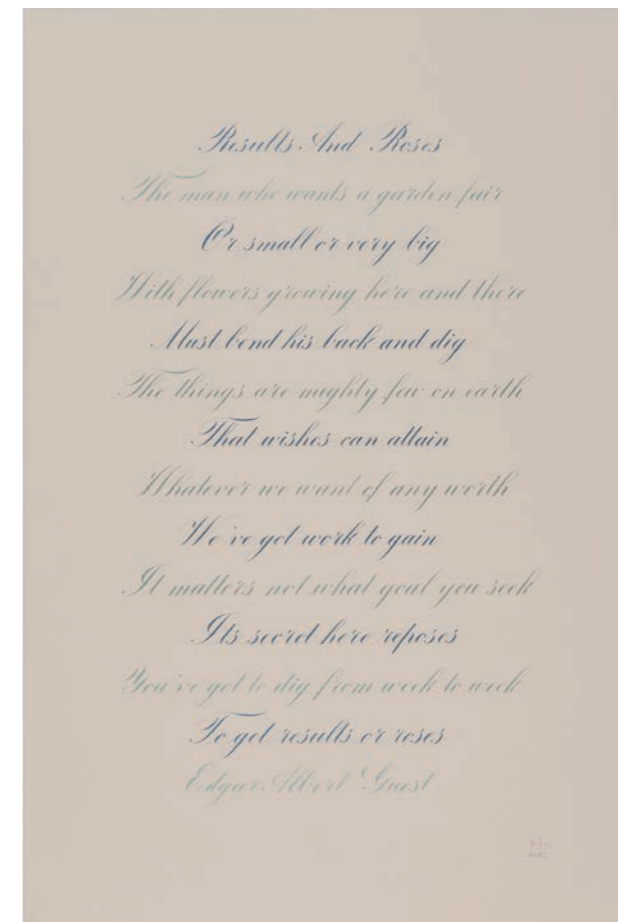 Results And Roses
The man who wants a garden fair
Or small or very big
With flowers growing here and there
Must bend his back and dig
The things are mighty few on earth
That wishes can attain
Whatever we want of any worth
We've got work to gain
It matters not what goal you seek
Its secret here reposes
You've got to dig from week to week
To get results or roses
Edgar Albert Guest